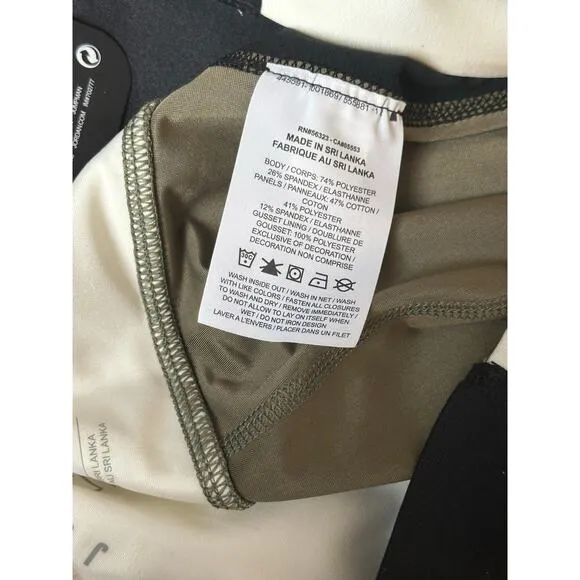 RN#56323 - CA#05553
MADE IN SRI LANKA
FABRIQUE AU SRI LANKA
BODY / CORPS: 74% POLYESTER
26% SPANDEX / ELASTHANNE
PANELS / PANNEAUX: 47% COTTON /
COTON
41% POLYESTER
12% SPANDEX / ELASTHANNE
GUSSET LINING / DOUBLURE DE
GOUSSET: 100% POLYESTER
EXCLUSIVE OF DECORATION
DECORATION NON COMPRISE
30C
WASH INSIDE OUT / WASH IN NET / WASH
WITH LIKE COLORS / FASTEN ALL CLOSURES
TO WASH AND DRY / REMOVE IMMEDIATELY /
DO NOT ALLOW TO LAY ON ITSELF WHEN
WET / DO NOT IRON DESIGN
LAVER À L'ENVERS / PLACER DANS UN FILET
JUMPMAN
JORDAN.COM
SRI LANKA
AU SRI LANKA